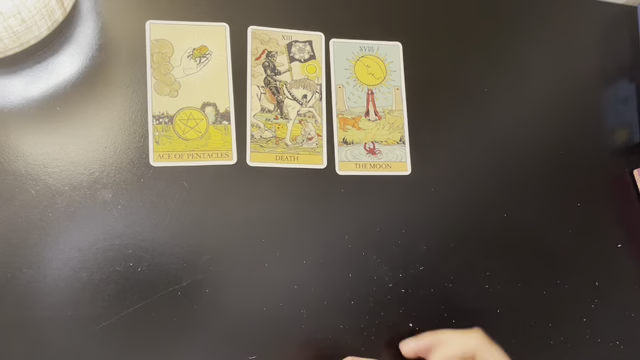 ACE OF PENTACLES
XIII
DEATH
XVIII
THE MOON